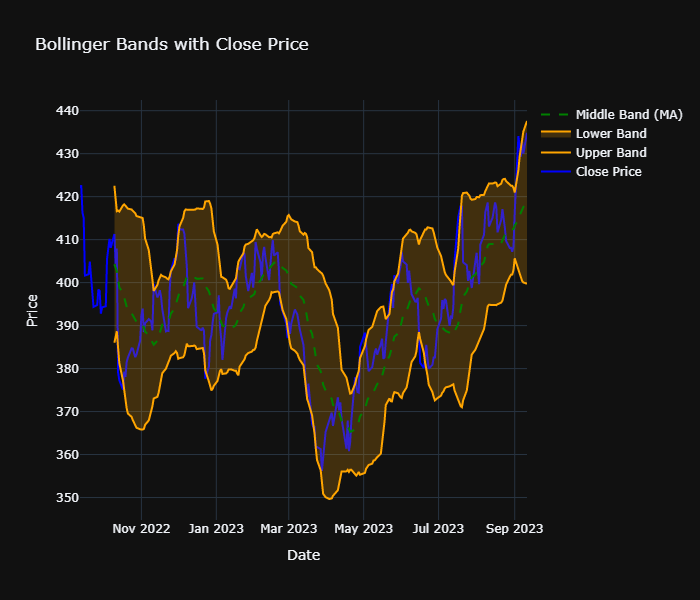 Bollinger Bands with Close Price
Middle Band (MA)
Lower Band
Upper Band
Close Price
Price
440
430
420
410
400
390
380
370
360
350
Nov 2022 Jan 2023 Mar 2023 May 2023 Jul 2023 Sep 2023
Date